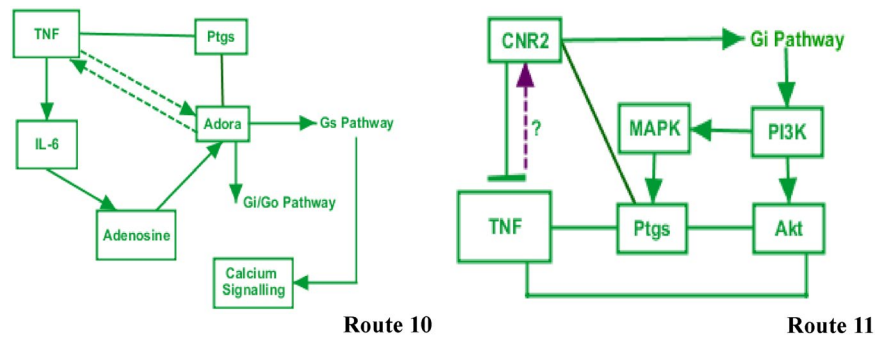 TNF
Ptgs
Adora
Gs Pathway
IL-6
Gi/Go Pathway
Adenosine
Calcium
Signalling
Route 10
CNR2
Gi Pathway
?
MAPK
PI3K
TNF
Ptgs
Akt
Route 11